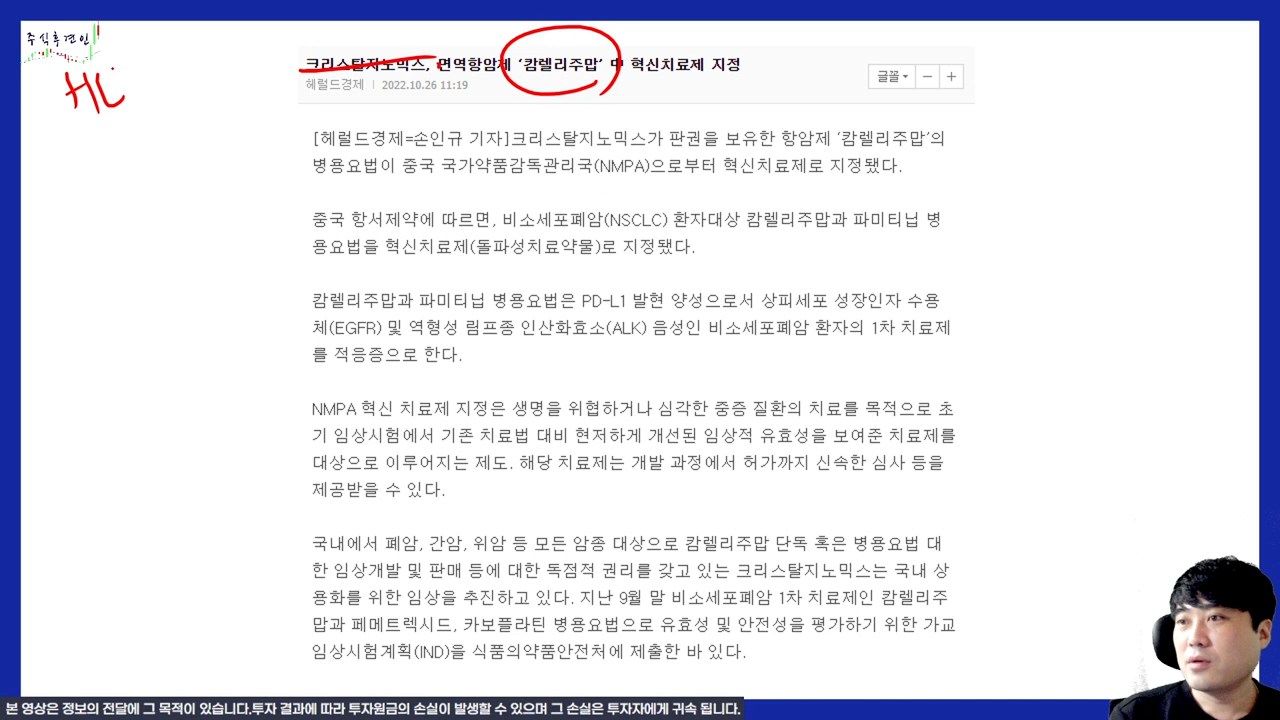 주식후견인
HL
크리스탈지노믹스, 면역항암제 ‘캄렐리주맙’ 中 혁신치료제 지정
헤럴드경제 | 2022.10.26 11:19
글꼴
[헤럴드경제=손인규 기자]크리스탈지노믹스가 판권을 보유한 항암제 ‘캄렐리주맙’의
병용요법이 중국 국가약품감독관리국(NMPA)으로부터 혁신치료제로 지정됐다.
중국 항서제약에 따르면, 비소세포폐암(NSCLC) 환자대상 캄렐리주맙과 파미티닙 병
용요법을 혁신치료제(돌파성치료약물)로 지정됐다.
캄렐리주맙과 파미티닙 병용요법은 PD-L1 발현 양성으로서 상피세포 성장인자 수용
체(EGFR) 및 역형성 림프종 인산화효소(ALK) 음성인 비소세포폐암 환자의 1차 치료제
를 적응증으로 한다.
NMPA 혁신 치료제 지정은 생명을 위협하거나 심각한 중증 질환의 치료를 목적으로 초
기 임상시험에서 기존 치료법 대비 현저하게 개선된 임상적 유효성을 보여준 치료제를
대상으로 이루어지는 제도. 해당 치료제는 개발 과정에서 허가까지 신속한 심사 등을
제공받을 수 있다.
국내에서 폐암, 간암, 위암 등 모든 암종 대상으로 캄렐리주맙 단독 혹은 병용요법 대
한 임상개발 및 판매 등에 대한 독점적 권리를 갖고 있는 크리스탈지노믹스는 국내 상
용화를 위한 임상을 추진하고 있다. 지난 9월 말 비소세포폐암 1차 치료제인 캄렐리주
맙과 페메트렉시드, 카보플라틴 병용요법으로 유효성 및 안전성을 평가하기 위한 가교
임상시험계획(IND)을 식품의약품안전처에 제출한 바 있다.
본 영상은 정보의 전달에 그 목적이 있습니다.투자 결과에 따라 투자원금의 손실이 발생할 수 있으며 그 손실은 투자자에게 귀속 됩니다.